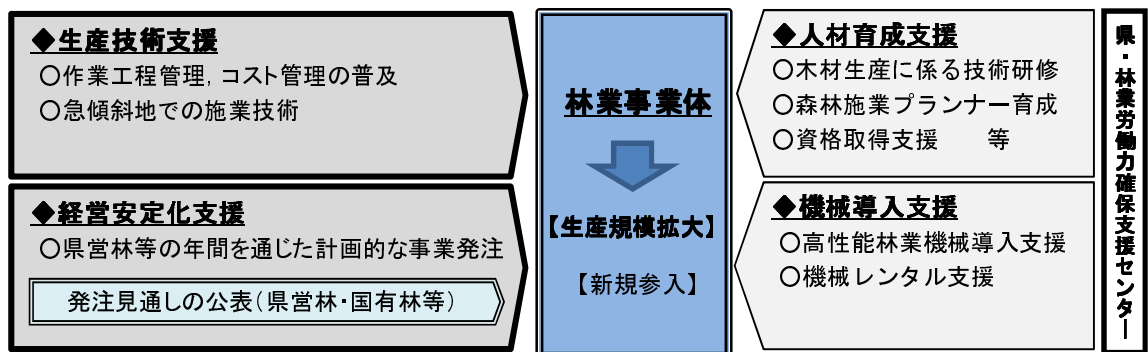 ◆生産技術支援
○作業工程管理，コスト管理の普及
○急傾斜地での施業技術
◆経営安定化支援
○県営林等の年間を通じた計画的な事業発注
発注見通しの公表（県営林・国有林等）
林業事業体
【生産規模拡大】
【新規参入】
◆人材育成支援
○木材生産に係る技術研修
○森林施業プランナー育成
○資格取得支援　　等
◆機械導入支援
○高性能林業機械導入支援
○機械レンタル支援
県・林業労働力確保支援センター